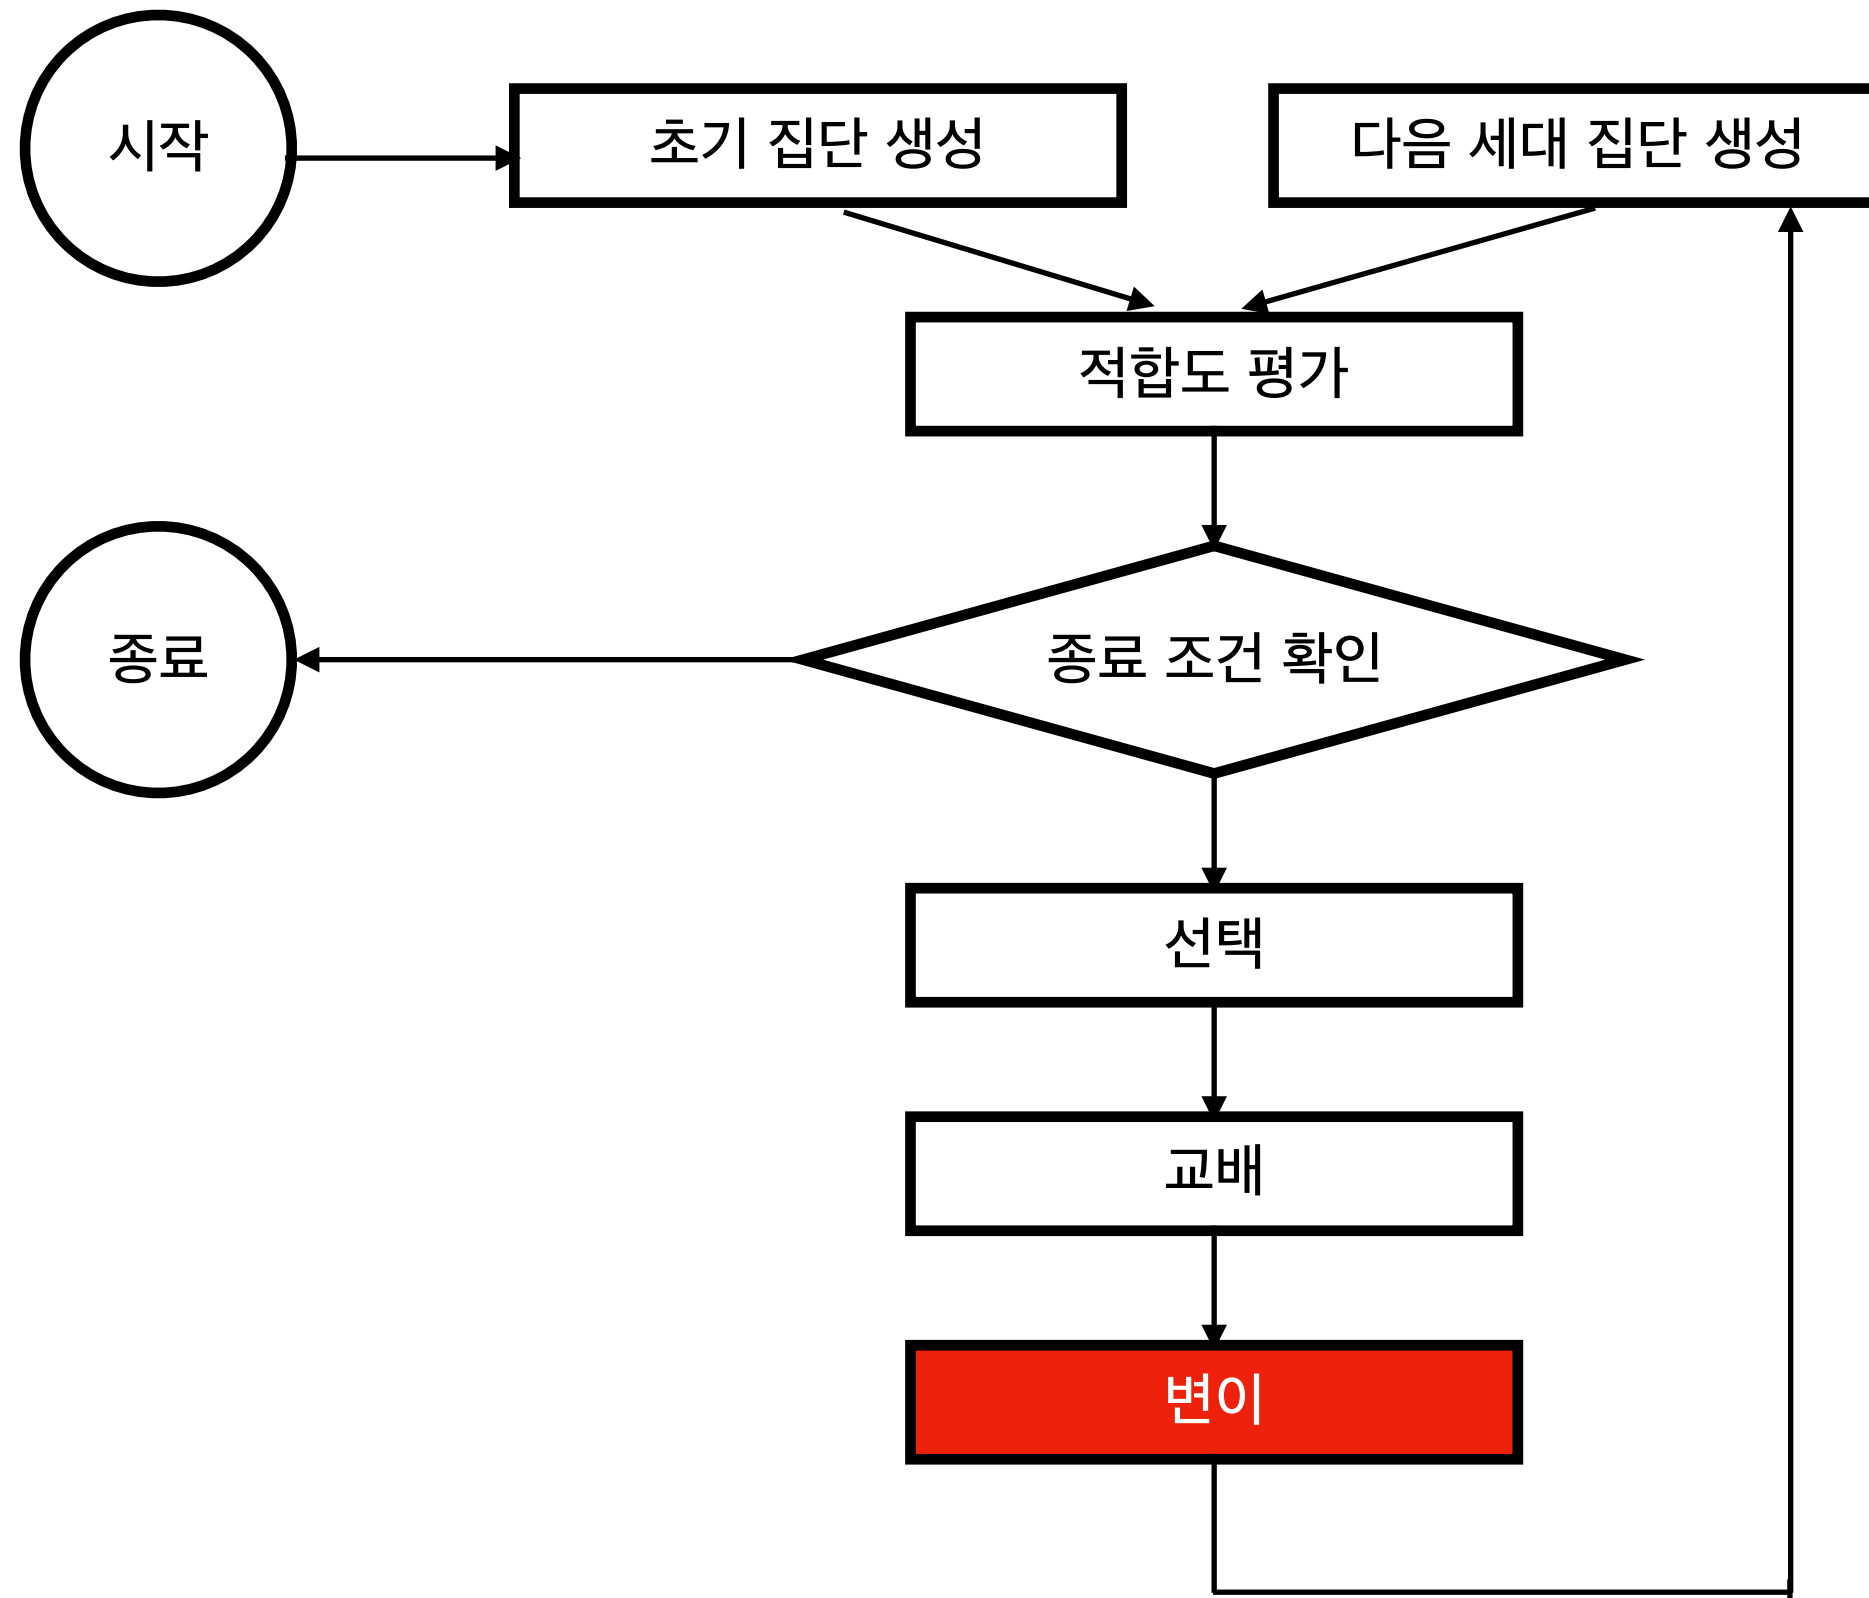 시작
초기 집단 생성
다음 세대 집단 생성
적합도 평가
종료
종료 조건 확인
선택
교배
변이